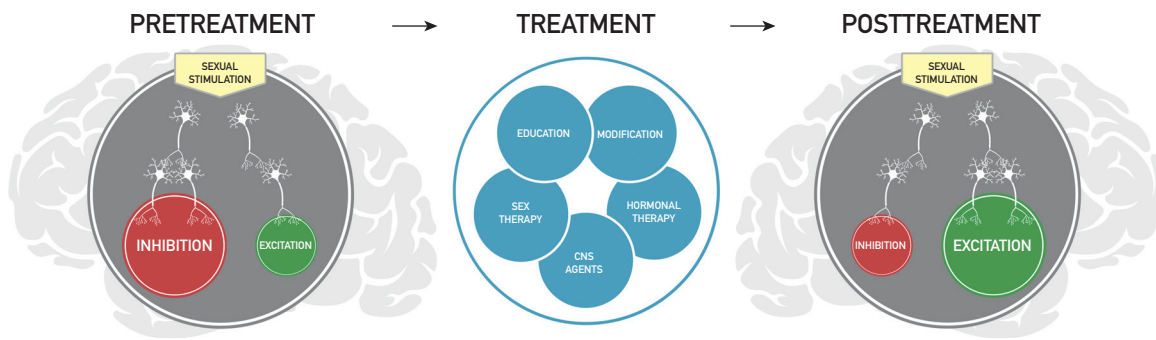 PRETREATMENT
TREATMENT
POSTTREATMENT
SEXUAL
STIMULATION
INHIBITION
EXCITATION
EDUCATION
MODIFICATION
SEX
THERAPY
HORMONAL
THERAPY
CNS
AGENTS
SEXUAL
STIMULATION
INHIBITION
EXCITATION